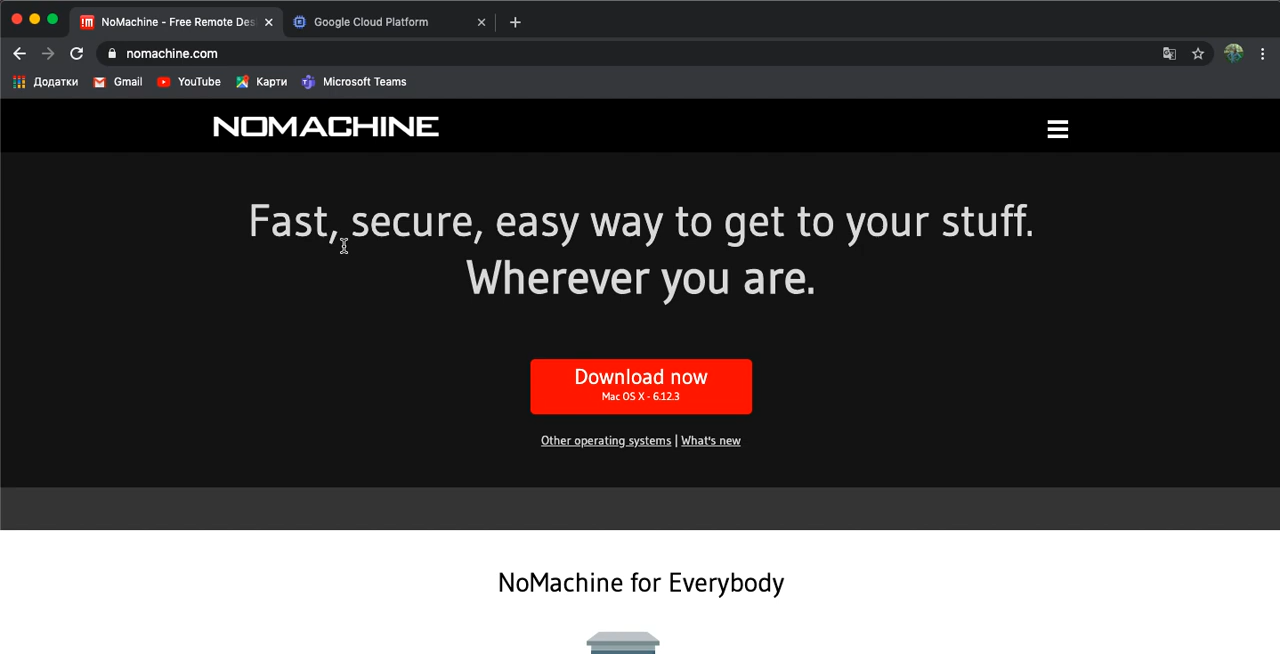 NoMachine - Free Remote Des
Google Cloud Platform
nomachine.com
Додатки
Gmail
YouTube
Карти
Microsoft Teams
NOMACHINE
Fast, secure, easy way to get to your stuff.
Wherever you are.
Download now
Mac OS X - 6.12.3
Other operating systems | What's new
NoMachine for Everybody